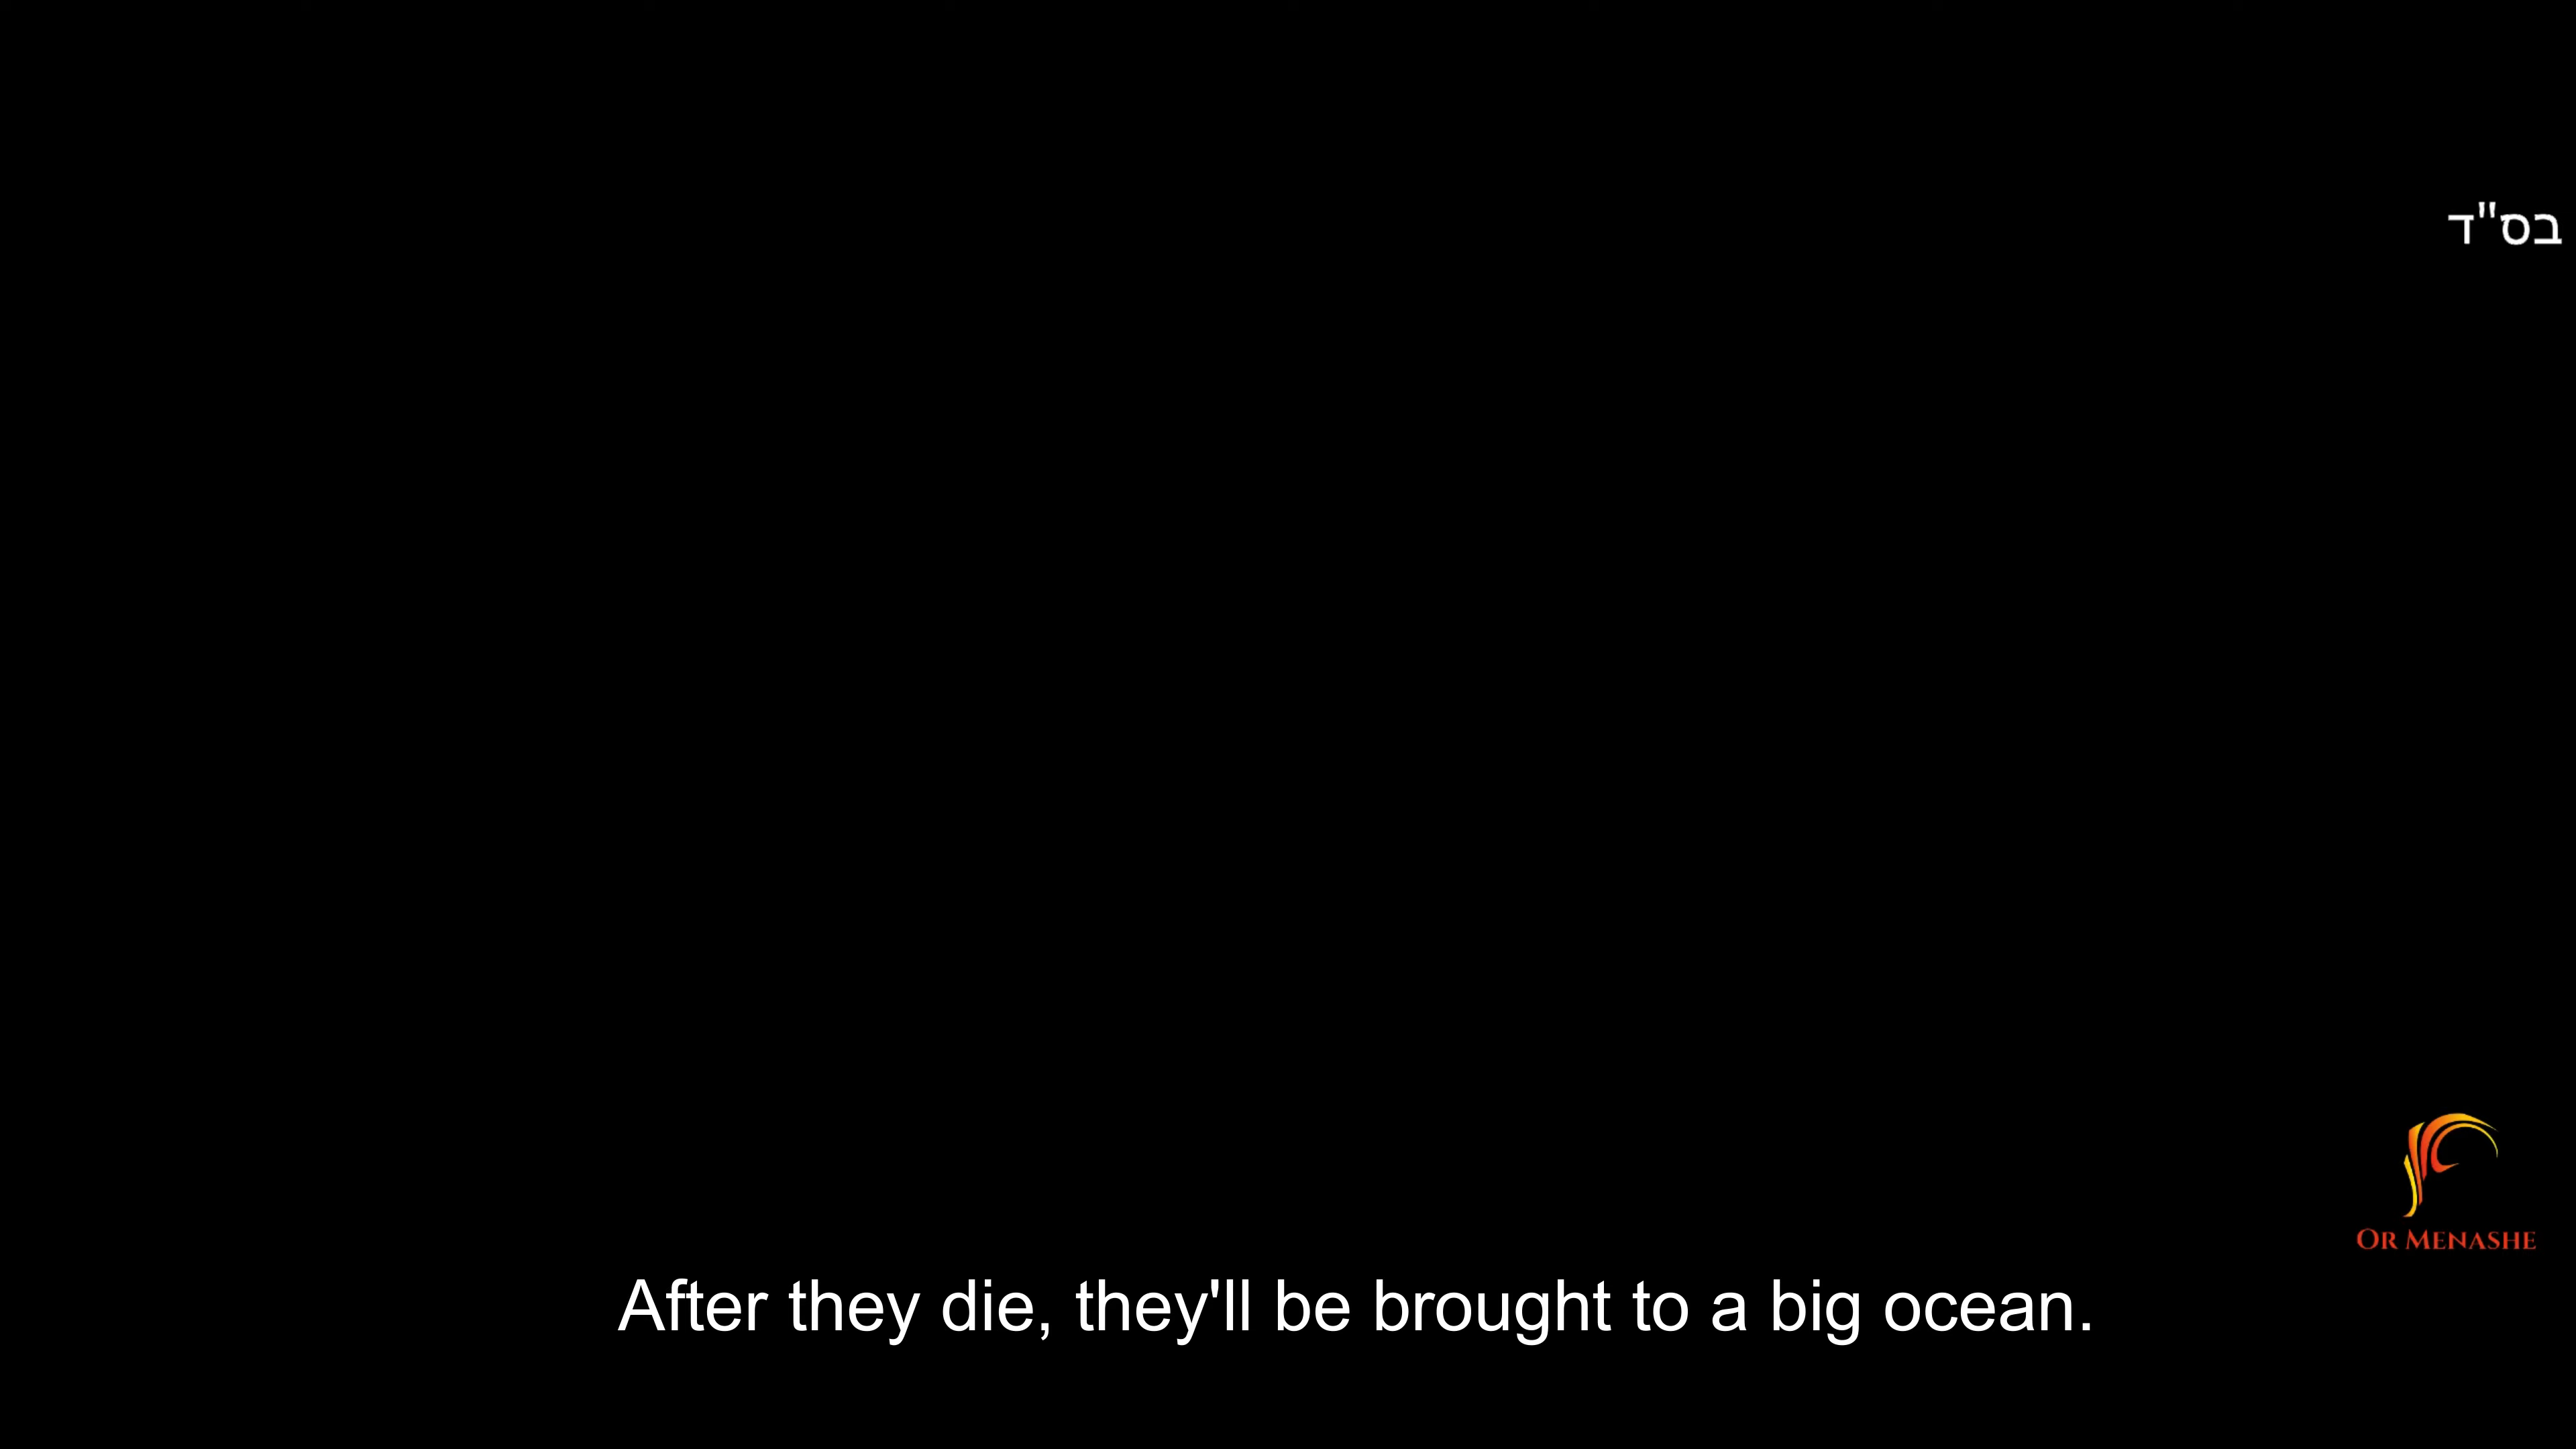 בס"ד
OR MENASHE
After they die, they'll be brought to a big ocean.